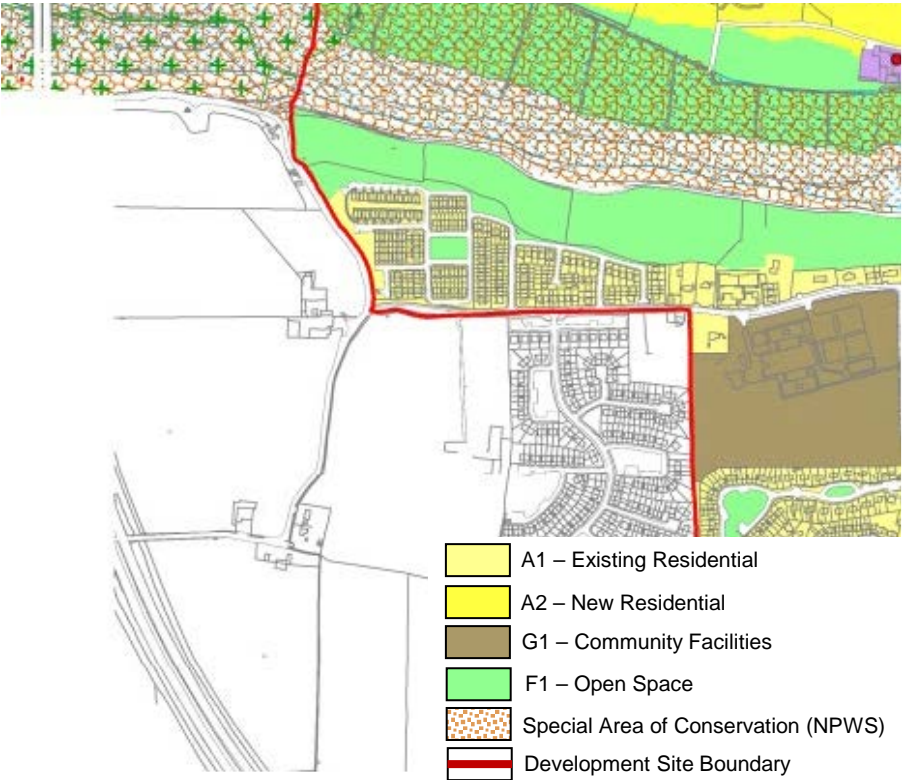 A1 – Existing Residential
A2 – New Residential
G1 – Community Facilities
F1 – Open Space
Special Area of Conservation (NPWS)
Development Site Boundary